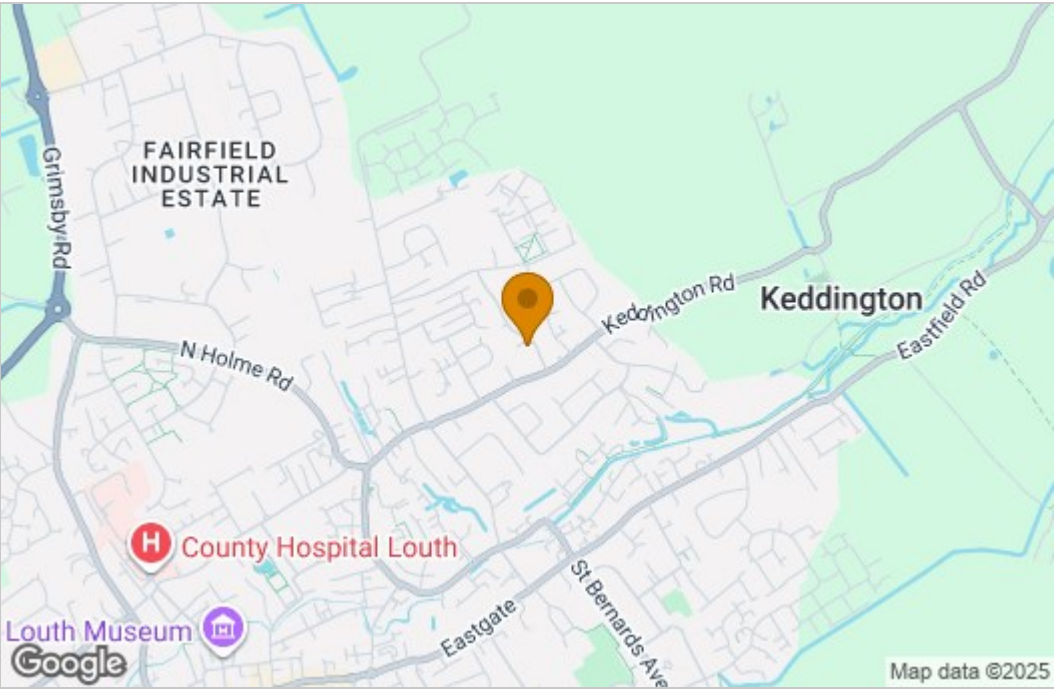 FAIRFIELD
INDUSTRIAL
ESTATE
Grimsby Rd
Keddington Rd
Keddington
Eastfield Rd
N Holme Rd
H
County Hospital Louth
St Bernards Ave
Eastgate
Louth Museum
Google
Map data ©2025